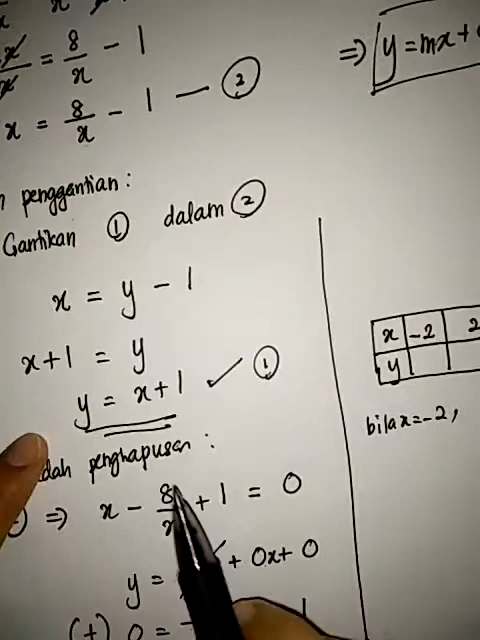 = 8/x - 1
x = 8/x - 1 — ②
penggantian :
Gantikan ① dalam ②
x = y - 1
x+1 = y
y = x+1 ✓ ①
penghapusan :
⇒ x - 8/x + 1 = 0
y = + 0x + 0
(+) 0 =
⇒ y = mx +
x -2 2
y
bila x = -2,